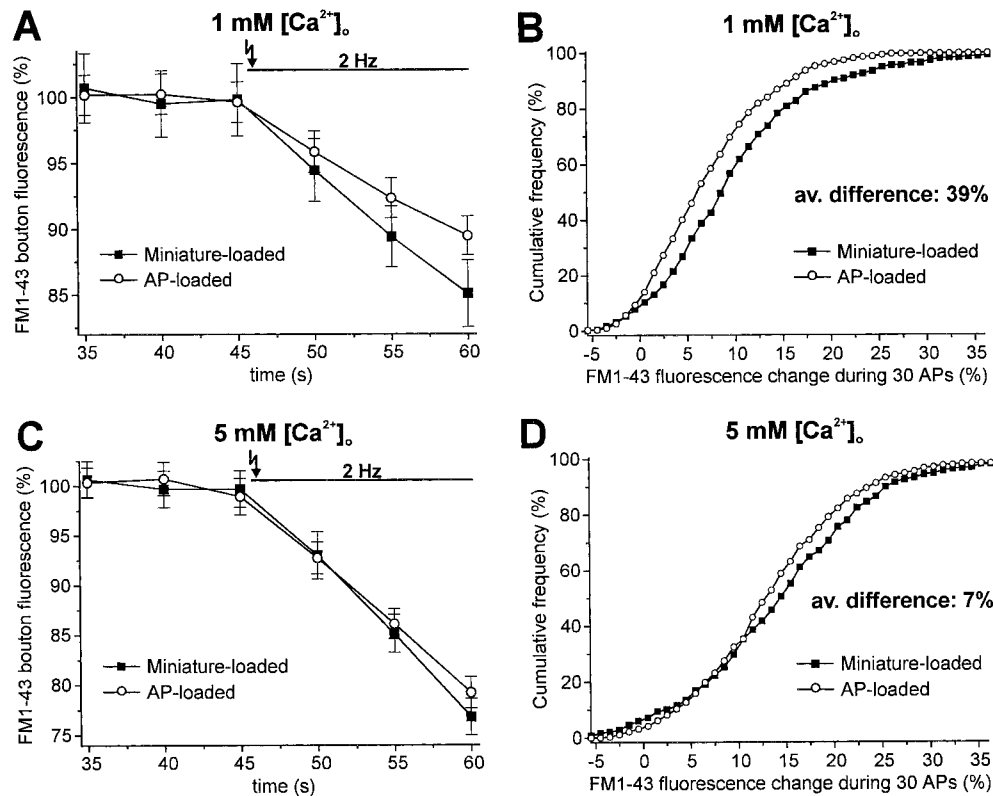 A
1 mM [Ca2+]o
2 Hz
FM1-43 bouton fluorescence (%)
100
95
90
85
Miniature-loaded
AP-loaded
35 40 45 50 55 60
time (s)
B
1 mM [Ca2+]o
Cumulative frequency (%)
100
80
60
40
20
0
av. difference: 39%
Miniature-loaded
AP-loaded
-5 0 5 10 15 20 25 30 35
FM1-43 fluorescence change during 30 APs (%)
C
5 mM [Ca2+]o
2 Hz
FM1-43 bouton fluorescence (%)
100
95
90
85
80
75
Miniature-loaded
AP-loaded
35 40 45 50 55 60
time (s)
D
5 mM [Ca2+]o
Cumulative frequency (%)
100
80
60
40
20
0
av. difference: 7%
Miniature-loaded
AP-loaded
-5 0 5 10 15 20 25 30 35
FM1-43 fluorescence change during 30 APs (%)